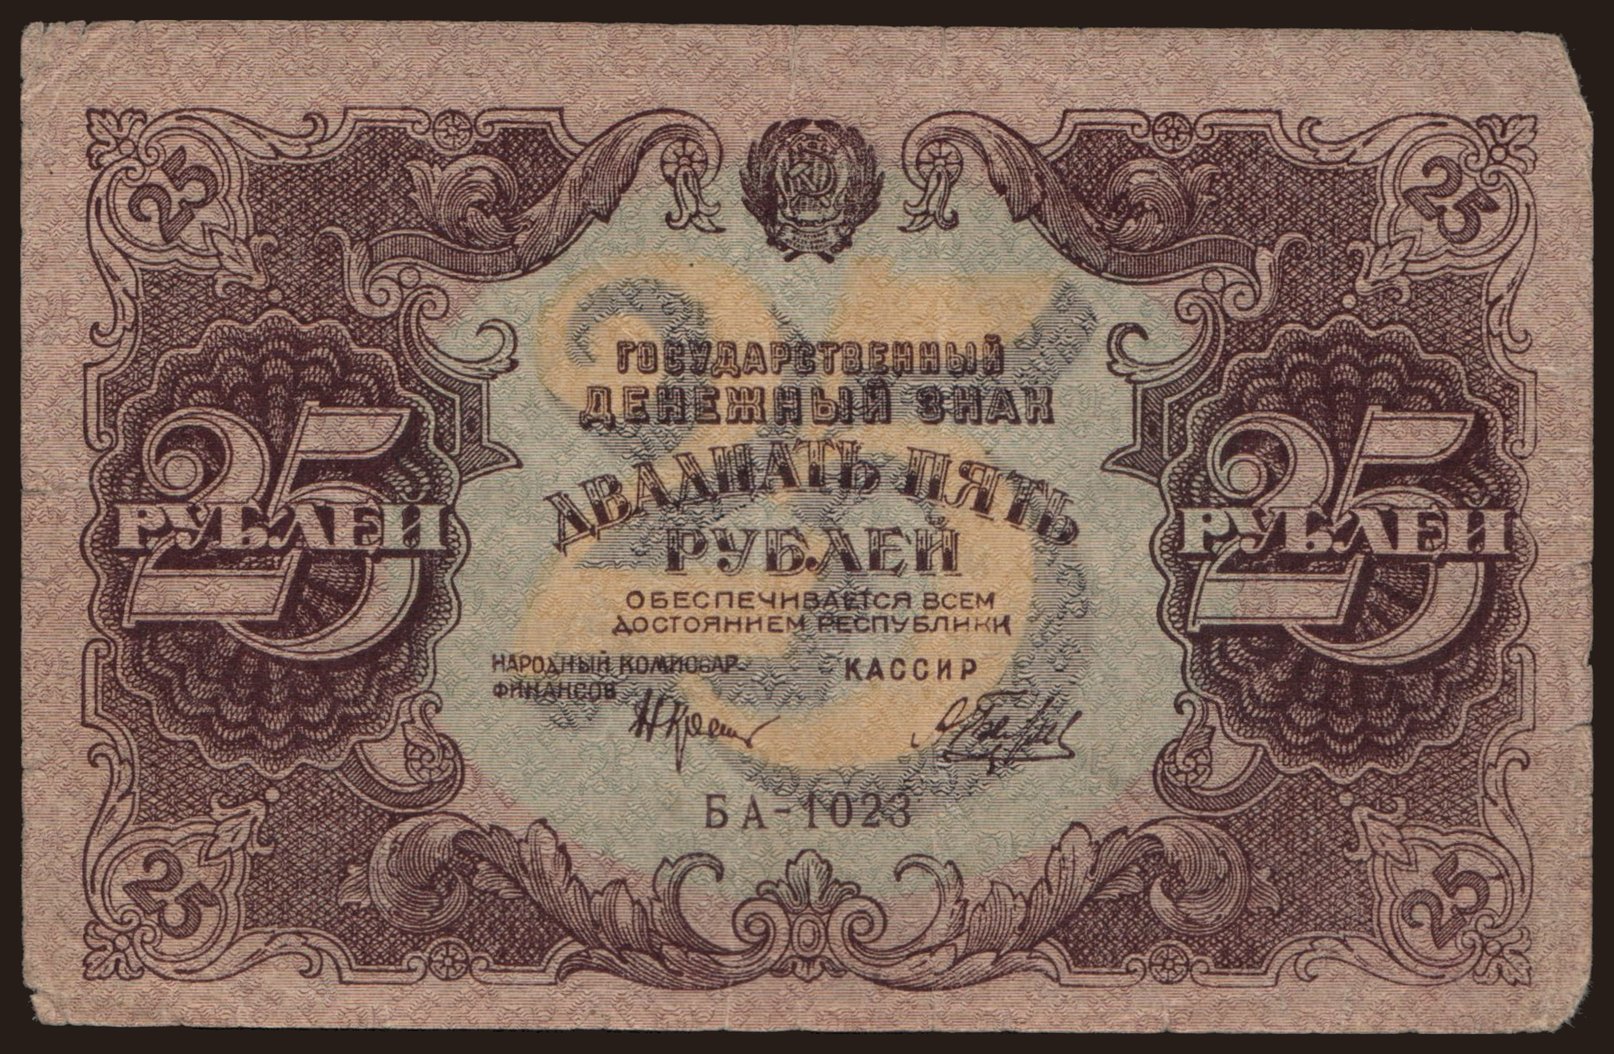 25 25
ГОСУДАРСТВЕННЫЙ
ДЕНЕЖНЫЙ ЗНАК
ДВАДЦАТЬ ПЯТЬ
РУБЛЕЙ
25 РУБЛЕЙ
25 РУБЛЕЙ
ОБЕСПЕЧИВАЕТСЯ ВСЕМ
ДОСТОЯНИЕМ РЕСПУБЛИКИ
НАРОДНЫЙ КОМИССАР КАССИР
ФИНАНСОВ
БА-1023
25 25